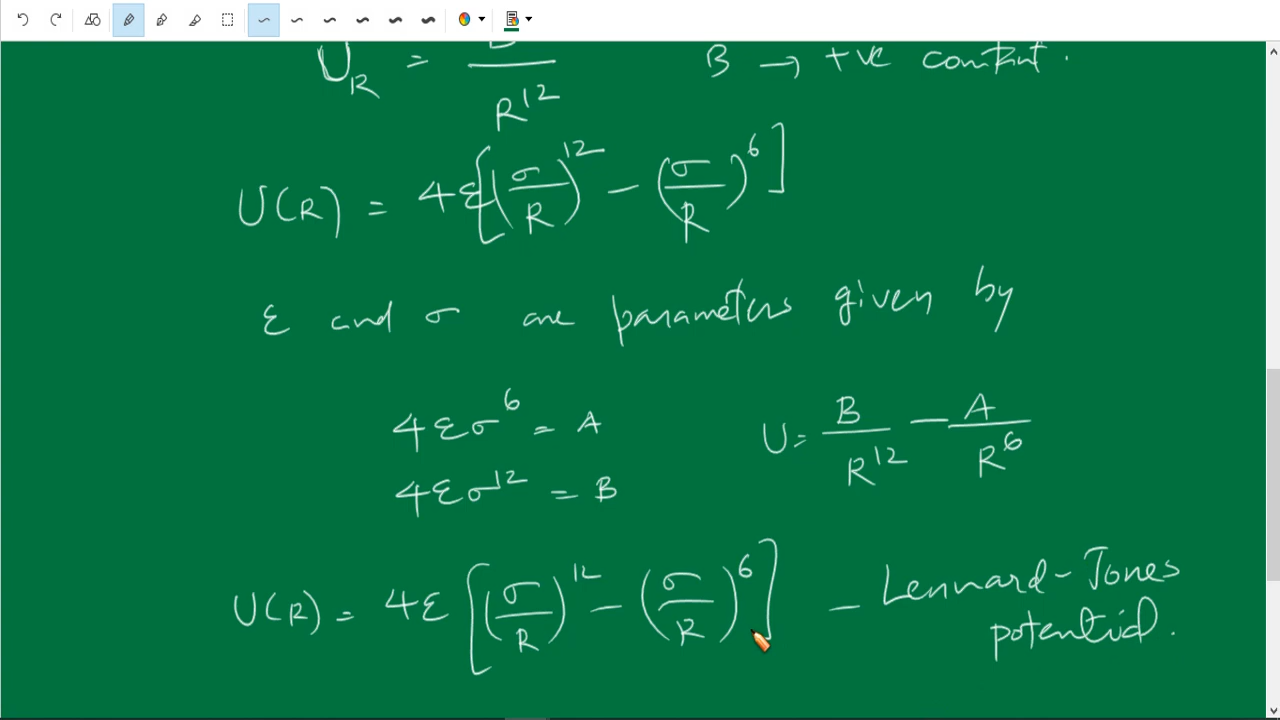 U_R = B/R^12 B → +ve constant.
U(R) = 4ε[(σ/R)^12 − (σ/R)^6]
ε and σ are parameters given by
4εσ^6 = A U = B/R^12 − A/R^6
4εσ^12 = B
U(R) = 4ε[(σ/R)^12 − (σ/R)^6] − Lennard-Jones
potential.